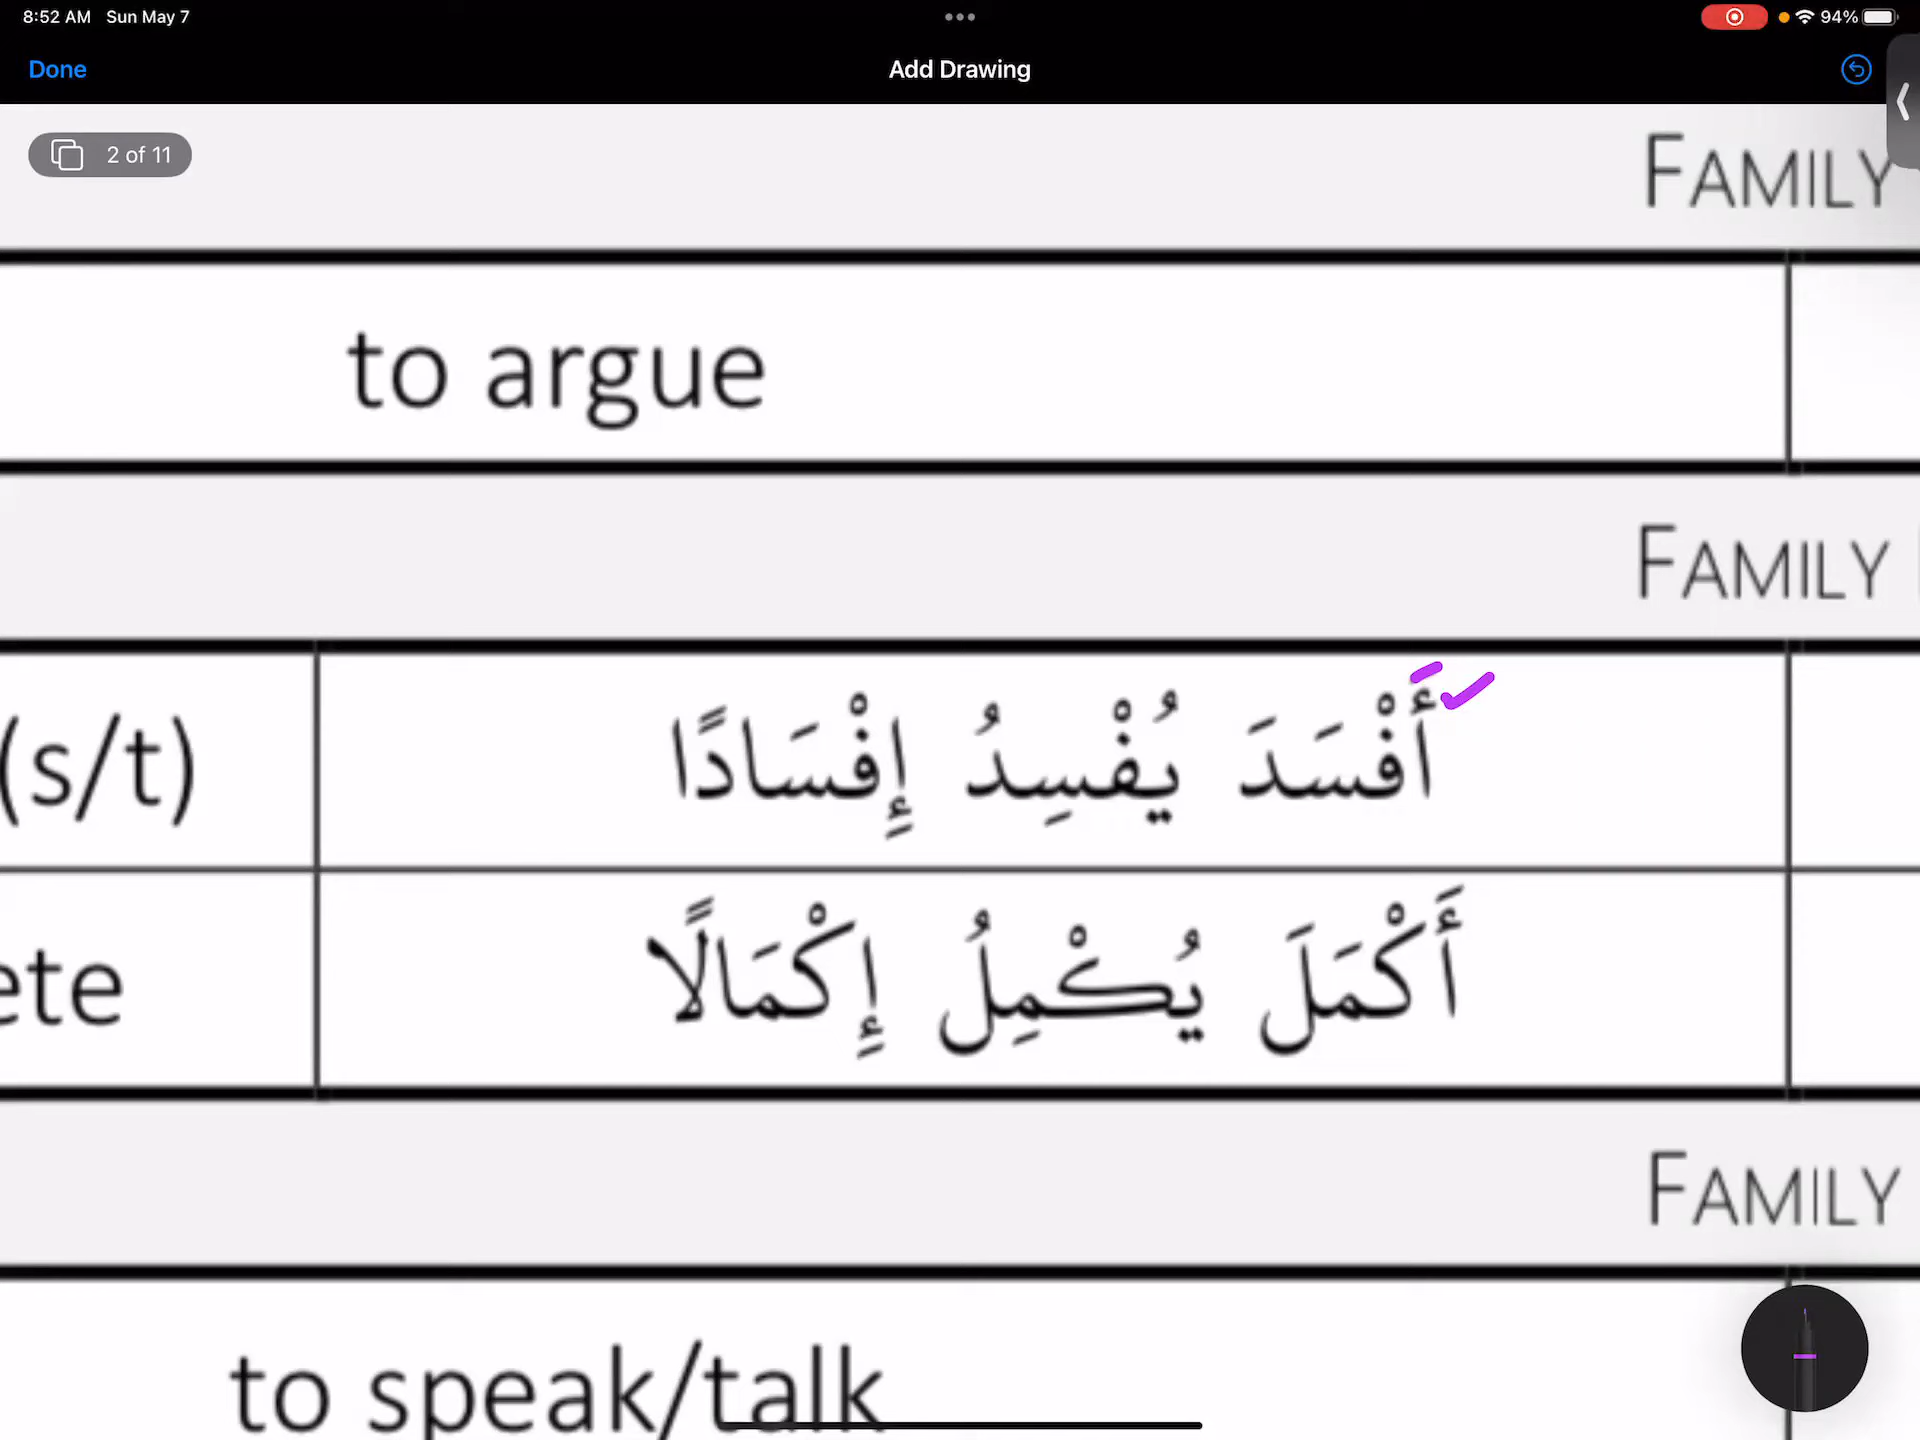 8:52 AM Sun May 7
94%
Done
Add Drawing
2 of 11
FAMILY
to argue
FAMILY
(s/t)
أَفْسَدَ يُفْسِدُ إِفْسَادًا
ete
أَكْمَلَ يُكْمِلُ إِكْمَالًا
FAMILY
to speak/talk